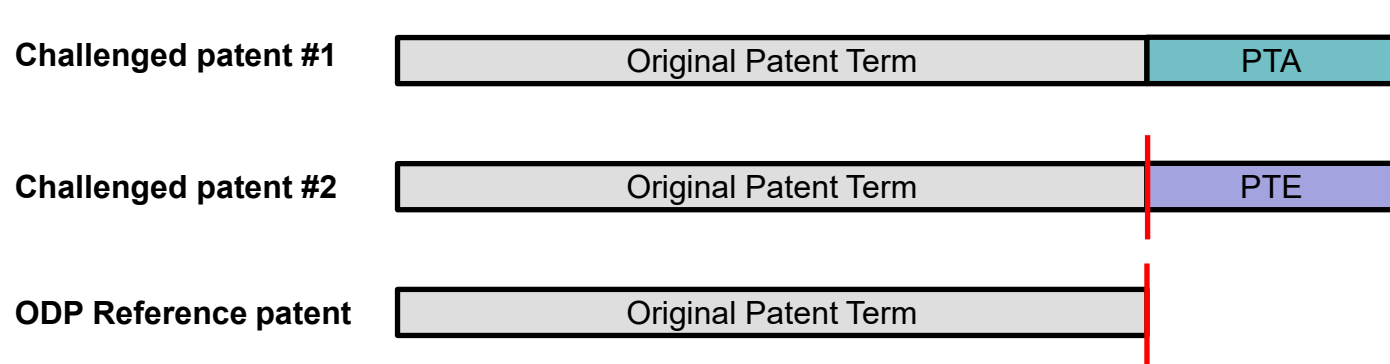 Challenged patent #1 Original Patent Term PTA
Challenged patent #2 Original Patent Term PTE
ODP Reference patent Original Patent Term